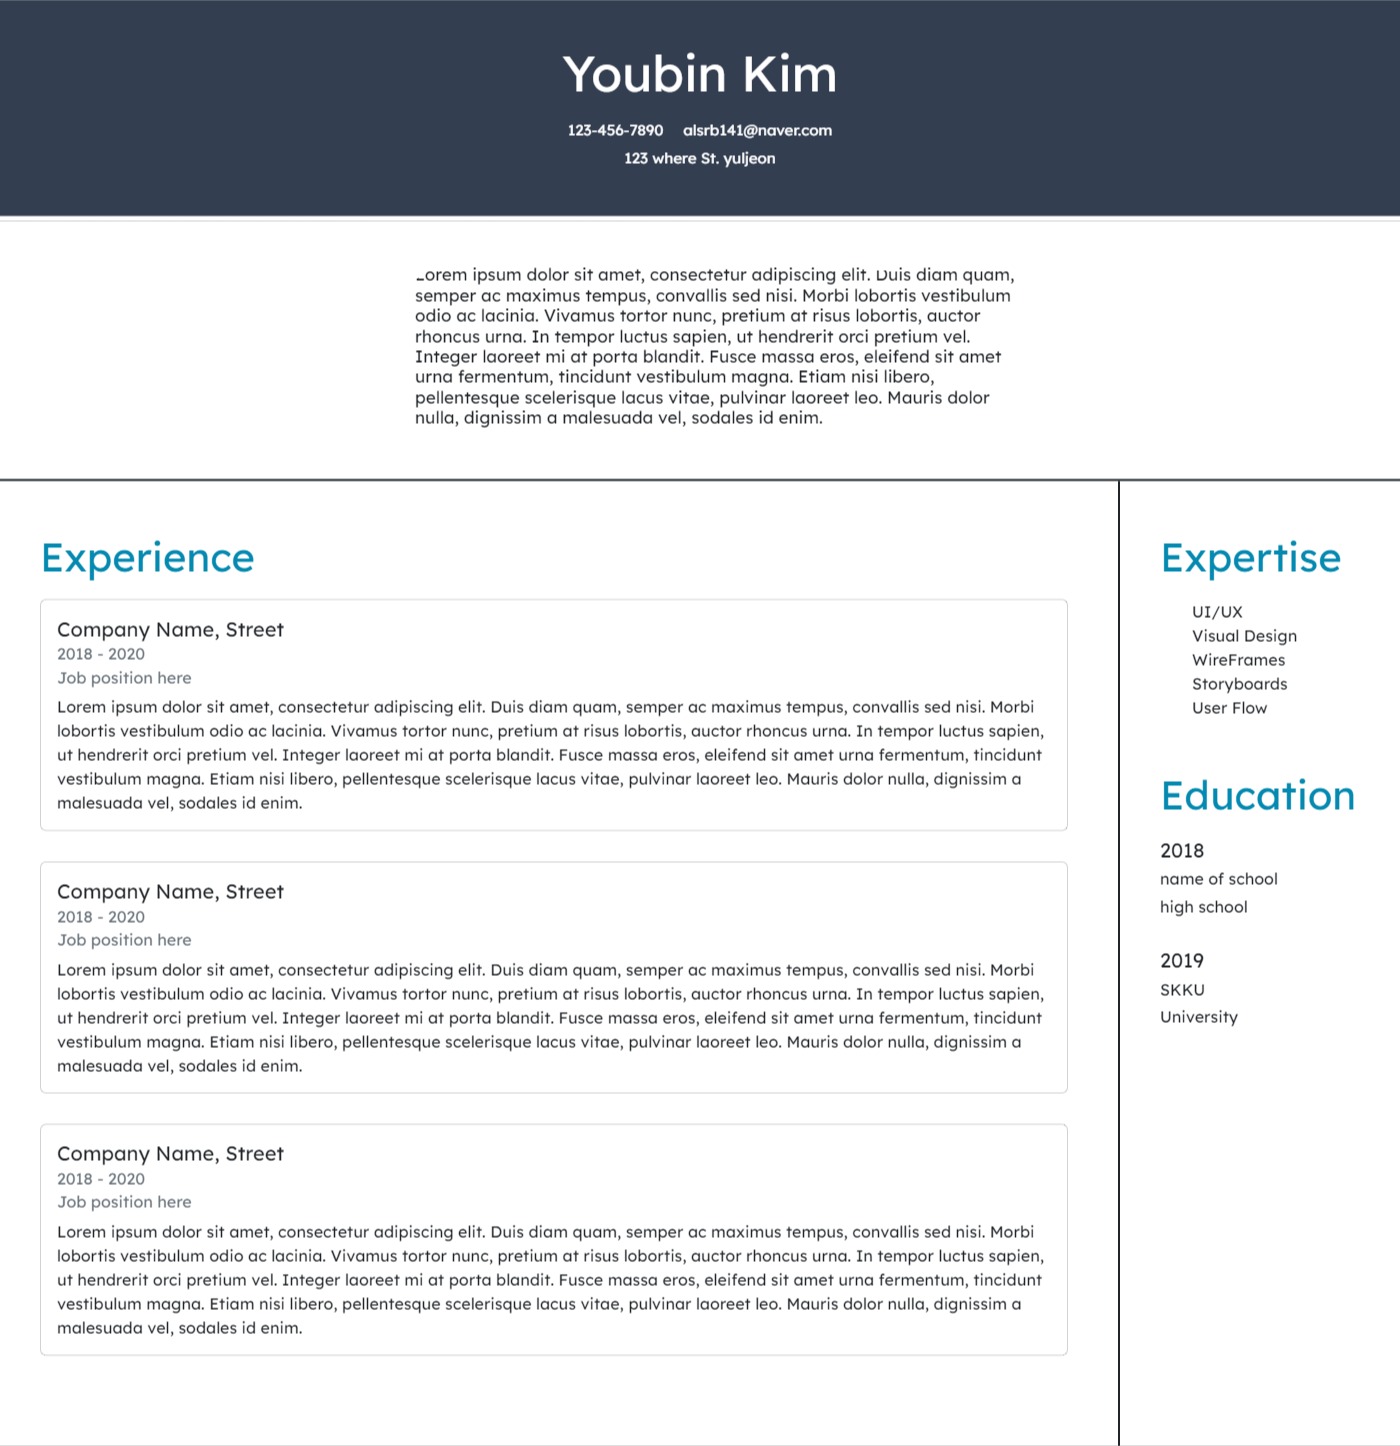 Youbin Kim
123-456-7890 alsrb141@naver.com
123 where St. yuljeon
Lorem ipsum dolor sit amet, consectetur adipiscing elit. Duis diam quam,
semper ac maximus tempus, convallis sed nisi. Morbi lobortis vestibulum
odio ac lacinia. Vivamus tortor nunc, pretium at risus lobortis, auctor
rhoncus urna. In tempor luctus sapien, ut hendrerit orci pretium vel.
Integer laoreet mi at porta blandit. Fusce massa eros, eleifend sit amet
urna fermentum, tincidunt vestibulum magna. Etiam nisi libero,
pellentesque scelerisque lacus vitae, pulvinar laoreet leo. Mauris dolor
nulla, dignissim a malesuada vel, sodales id enim.
Experience
Company Name, Street
2018 - 2020
Job position here
Lorem ipsum dolor sit amet, consectetur adipiscing elit. Duis diam quam, semper ac maximus tempus, convallis sed nisi. Morbi
lobortis vestibulum odio ac lacinia. Vivamus tortor nunc, pretium at risus lobortis, auctor rhoncus urna. In tempor luctus sapien,
ut hendrerit orci pretium vel. Integer laoreet mi at porta blandit. Fusce massa eros, eleifend sit amet urna fermentum, tincidunt
vestibulum magna. Etiam nisi libero, pellentesque scelerisque lacus vitae, pulvinar laoreet leo. Mauris dolor nulla, dignissim a
malesuada vel, sodales id enim.
Company Name, Street
2018 - 2020
Job position here
Lorem ipsum dolor sit amet, consectetur adipiscing elit. Duis diam quam, semper ac maximus tempus, convallis sed nisi. Morbi
lobortis vestibulum odio ac lacinia. Vivamus tortor nunc, pretium at risus lobortis, auctor rhoncus urna. In tempor luctus sapien,
ut hendrerit orci pretium vel. Integer laoreet mi at porta blandit. Fusce massa eros, eleifend sit amet urna fermentum, tincidunt
vestibulum magna. Etiam nisi libero, pellentesque scelerisque lacus vitae, pulvinar laoreet leo. Mauris dolor nulla, dignissim a
malesuada vel, sodales id enim.
Company Name, Street
2018 - 2020
Job position here
Lorem ipsum dolor sit amet, consectetur adipiscing elit. Duis diam quam, semper ac maximus tempus, convallis sed nisi. Morbi
lobortis vestibulum odio ac lacinia. Vivamus tortor nunc, pretium at risus lobortis, auctor rhoncus urna. In tempor luctus sapien,
ut hendrerit orci pretium vel. Integer laoreet mi at porta blandit. Fusce massa eros, eleifend sit amet urna fermentum, tincidunt
vestibulum magna. Etiam nisi libero, pellentesque scelerisque lacus vitae, pulvinar laoreet leo. Mauris dolor nulla, dignissim a
malesuada vel, sodales id enim.
Expertise
UI/UX
Visual Design
WireFrames
Storyboards
User Flow
Education
2018
name of school
high school
2019
SKKU
University